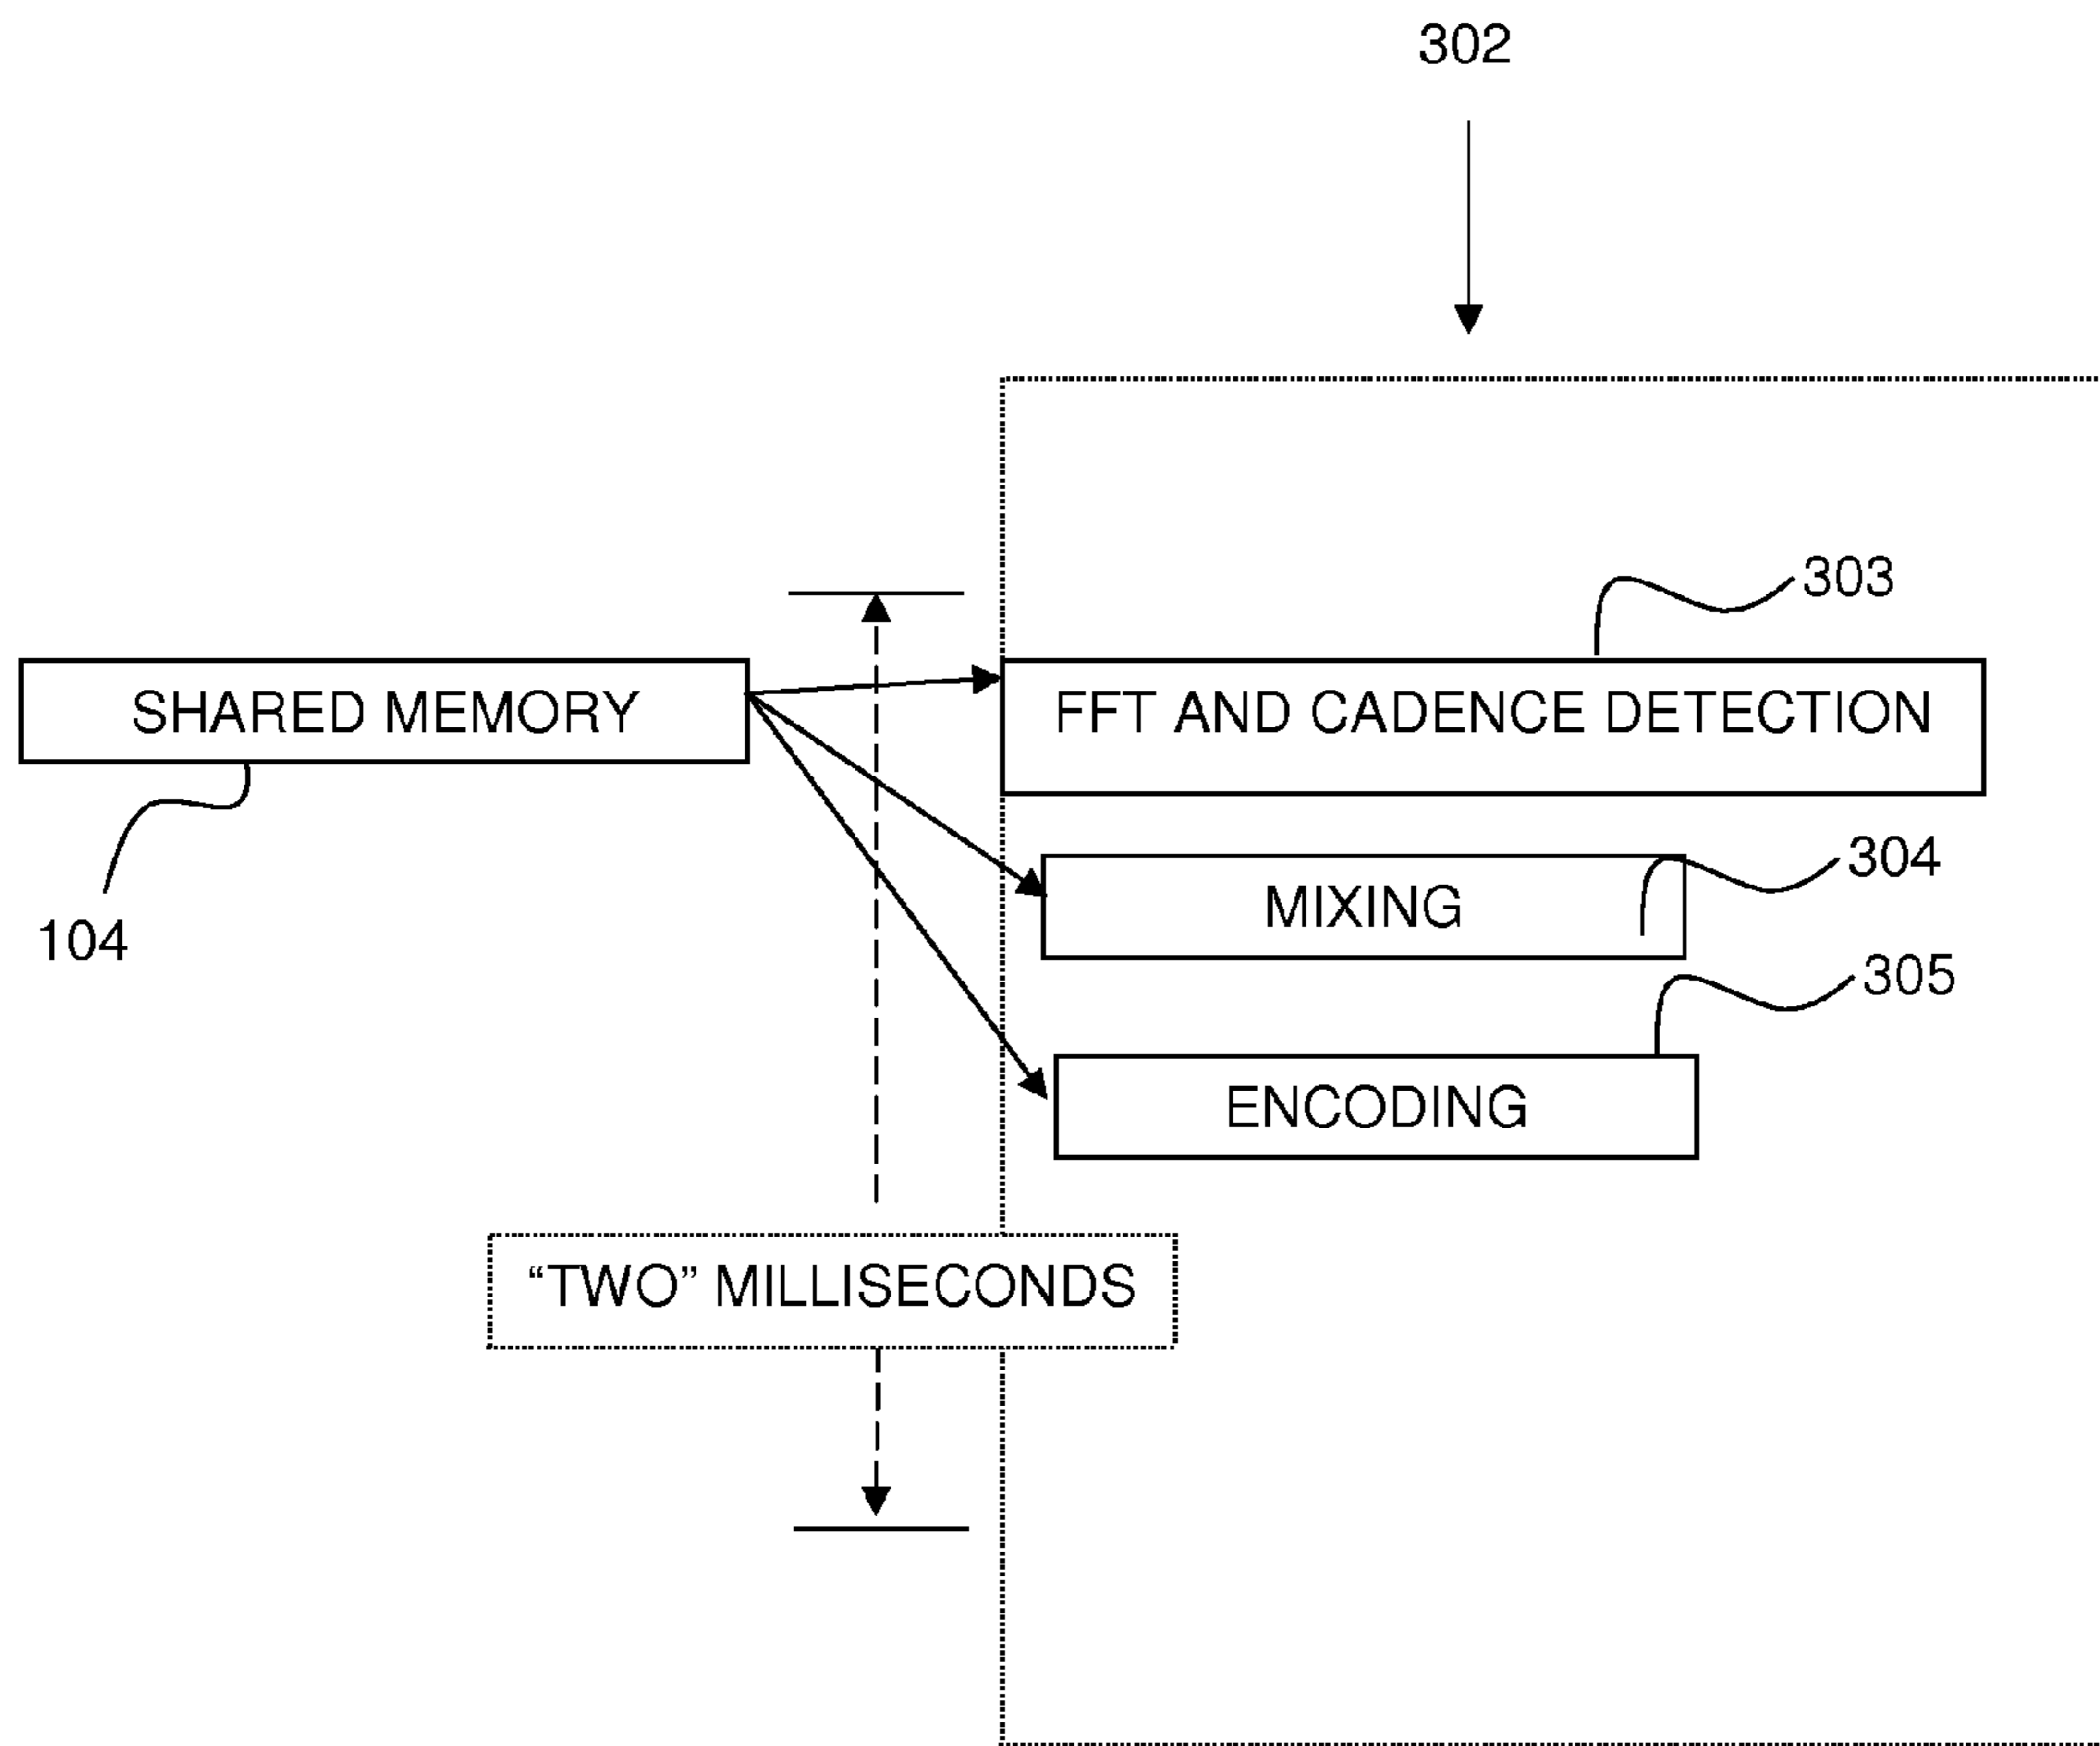 302
303
SHARED MEMORY
FFT AND CADENCE DETECTION
304
MIXING
104
305
ENCODING
“TWO” MILLISECONDS